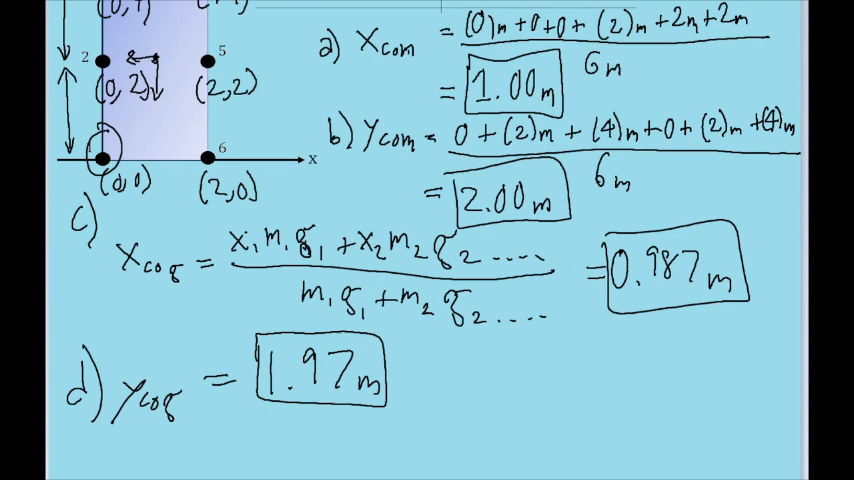 2
5
(0, 2)
(2, 2)
1
6
x
(0, 0)
(2, 0)
a) Xcom = (0)m + 0 + 0 + (2)m + 2m + 2m
6m
= 1.00m
b) Ycom = 0 + (2)m + (4)m + 0 + (2)m + (4)m
6m
= 2.00m
c) Xcog = x₁m₁g₁ + x₂m₂g₂ .....
m₁g₁ + m₂g₂ ....
= 0.987m
d) ycog = 1.97m